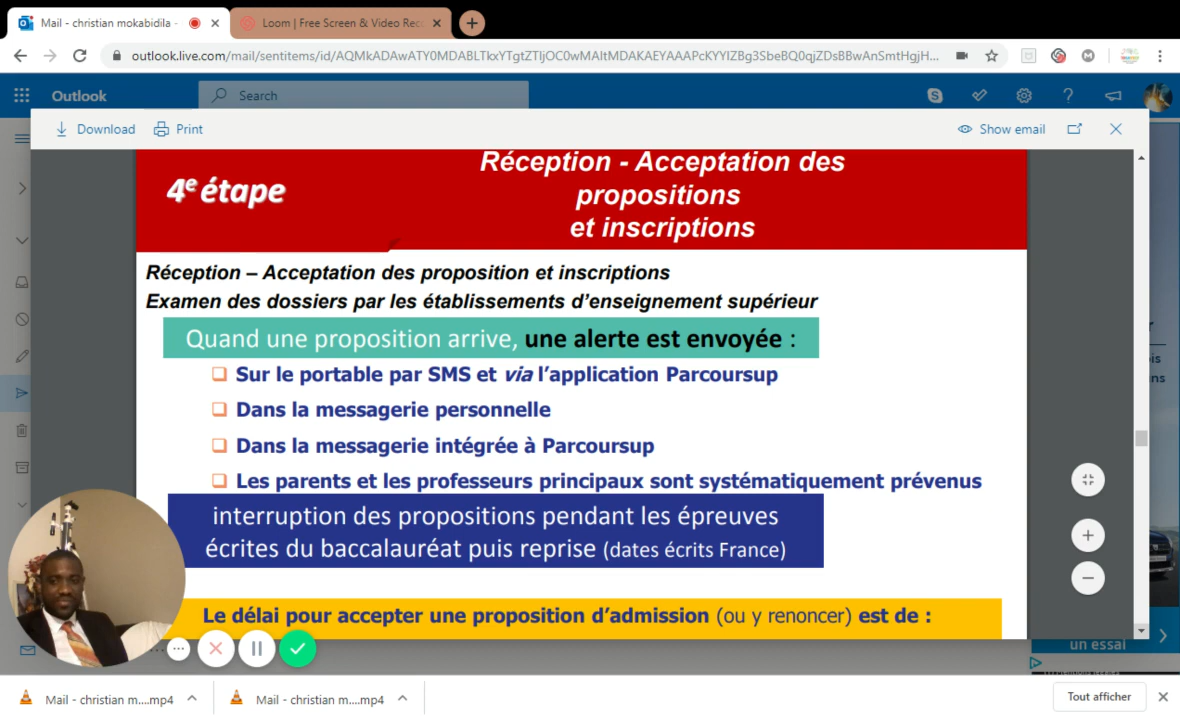 Mail - christian mokabidila -
Loom | Free Screen & Video Rec
outlook.live.com/mail/sentitems/id/AQMkADAwATY0MDABLTkxYTgtZTljOC0wMAItMDAKAEYAAAPcKYYIZBg3SbeBQ0qjZDsBBwAnSmtHgjH...
Outlook
Search
Download
Print
Show email
4e étape
Réception - Acceptation des
propositions
et inscriptions
Réception – Acceptation des proposition et inscriptions
Examen des dossiers par les établissements d'enseignement supérieur
Quand une proposition arrive, une alerte est envoyée :
Sur le portable par SMS et via l'application Parcoursup
Dans la messagerie personnelle
Dans la messagerie intégrée à Parcoursup
Les parents et les professeurs principaux sont systématiquement prévenus
interruption des propositions pendant les épreuves
écrites du baccalauréat puis reprise (dates écrits France)
Le délai pour accepter une proposition d'admission (ou y renoncer) est de :
un essai
Mail - christian m....mp4
Mail - christian m....mp4
Tout afficher